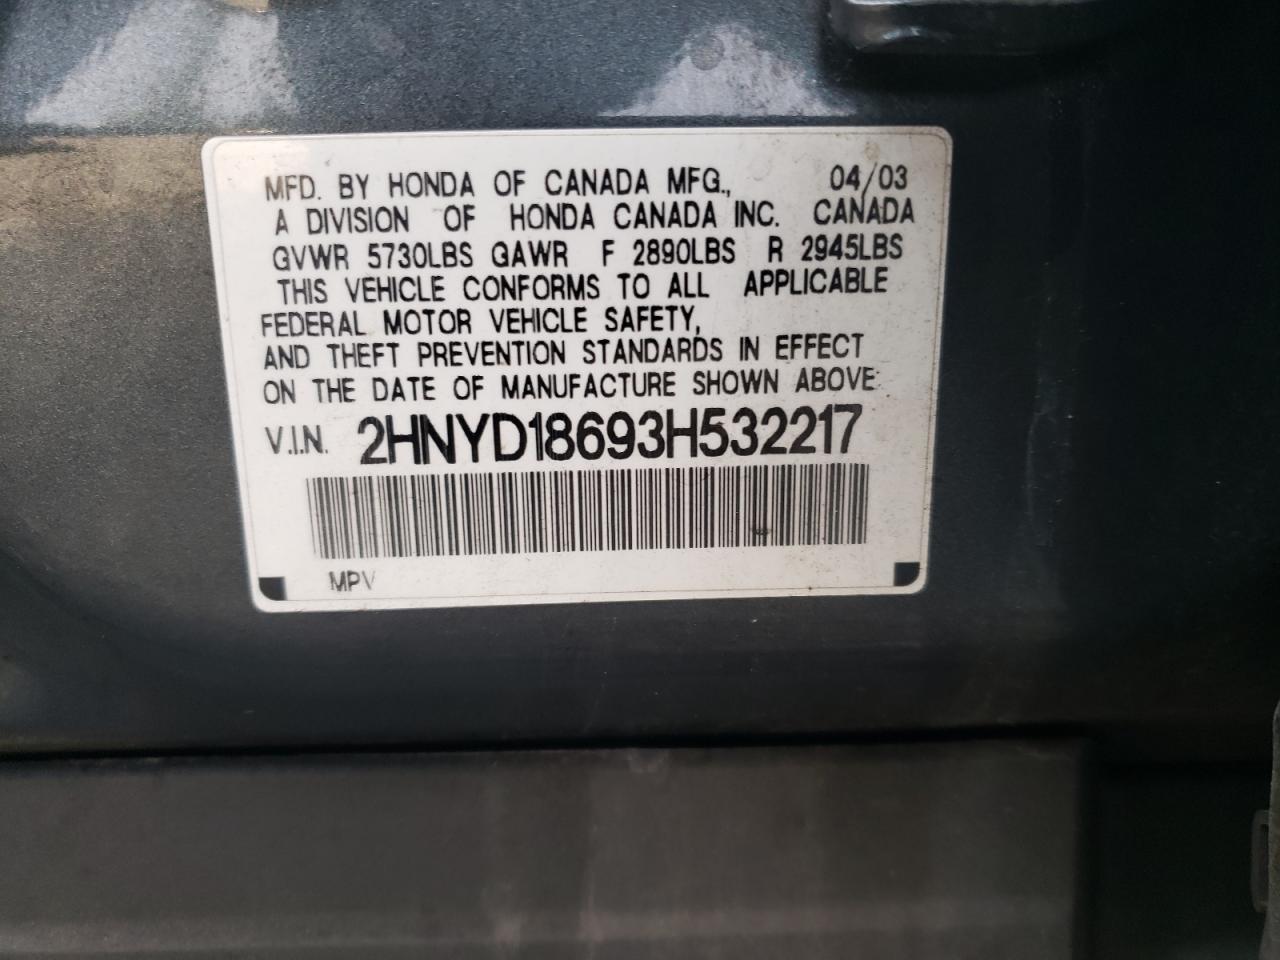 MFD. BY HONDA OF CANADA MFG., 04/03
A DIVISION OF HONDA CANADA INC. CANADA
GVWR 5730LBS GAWR F 2890LBS R 2945LBS
THIS VEHICLE CONFORMS TO ALL APPLICABLE
FEDERAL MOTOR VEHICLE SAFETY,
AND THEFT PREVENTION STANDARDS IN EFFECT
ON THE DATE OF MANUFACTURE SHOWN ABOVE.
V.I.N. 2HNYD18693H532217
MPV